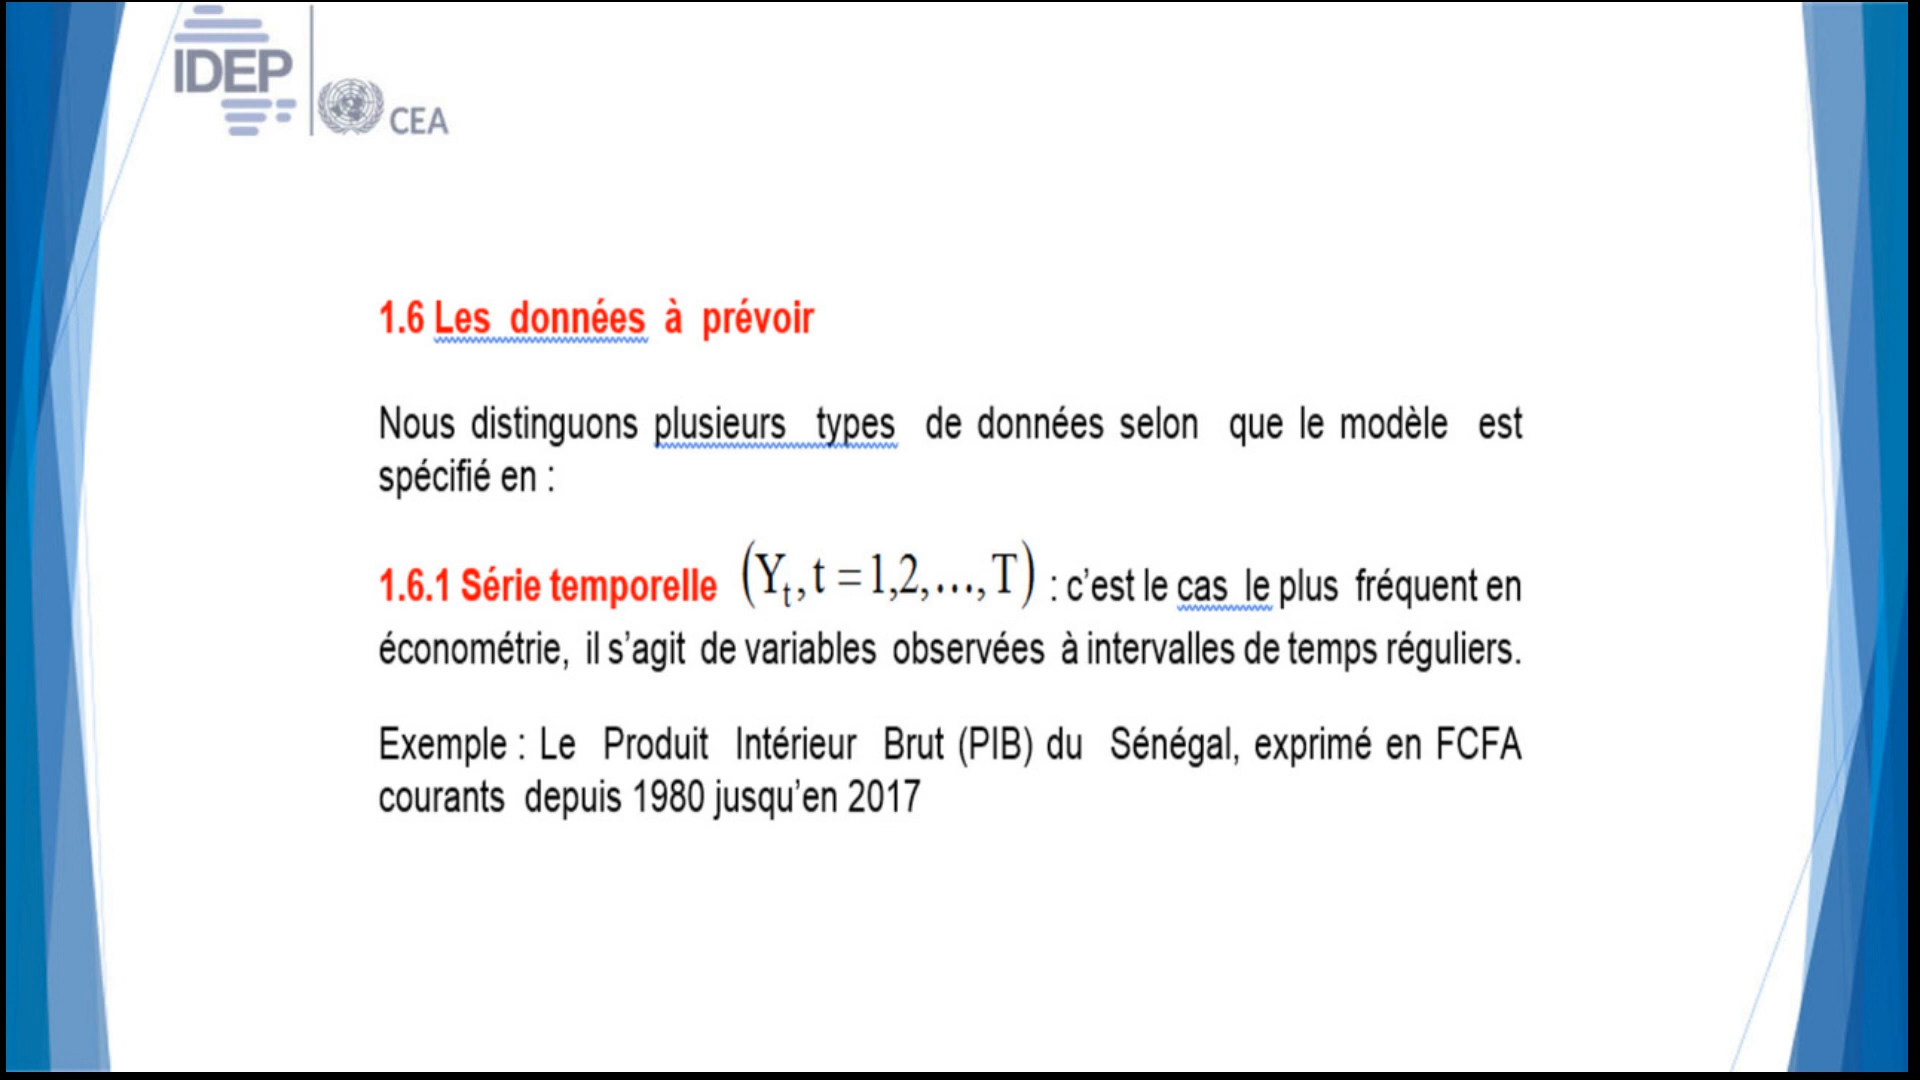 IDEP
CEA
1.6 Les données à prévoir
Nous distinguons plusieurs types de données selon que le modèle est
spécifié en :
1.6.1 Série temporelle (Yt, t = 1,2,...,T) : c’est le cas le plus fréquent en
économétrie, il s’agit de variables observées à intervalles de temps réguliers.
Exemple : Le Produit Intérieur Brut (PIB) du Sénégal, exprimé en FCFA
courants depuis 1980 jusqu’en 2017